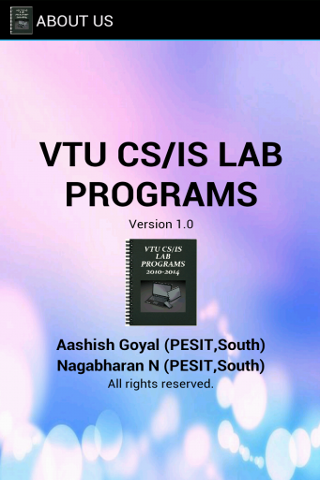 ABOUT US
VTU CS/IS LAB
PROGRAMS
Version 1.0
VTU CS/IS
LAB
PROGRAMS
2010-2014
Aashish Goyal (PESIT,South)
Nagabharan N (PESIT,South)
All rights reserved.